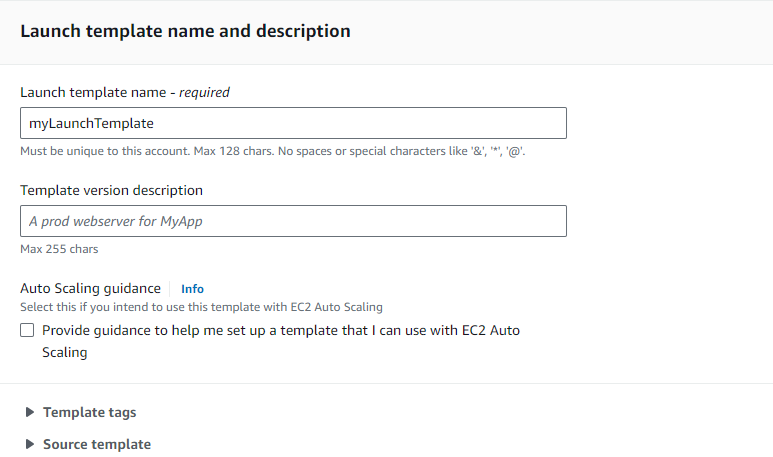 Launch template name and description
Launch template name - required
myLaunchTemplate
Must be unique to this account. Max 128 chars. No spaces or special characters like '&', '*', '@'.
Template version description
A prod webserver for MyApp
Max 255 chars
Auto Scaling guidance Info
Select this if you intend to use this template with EC2 Auto Scaling
Provide guidance to help me set up a template that I can use with EC2 Auto
Scaling
Template tags
Source template